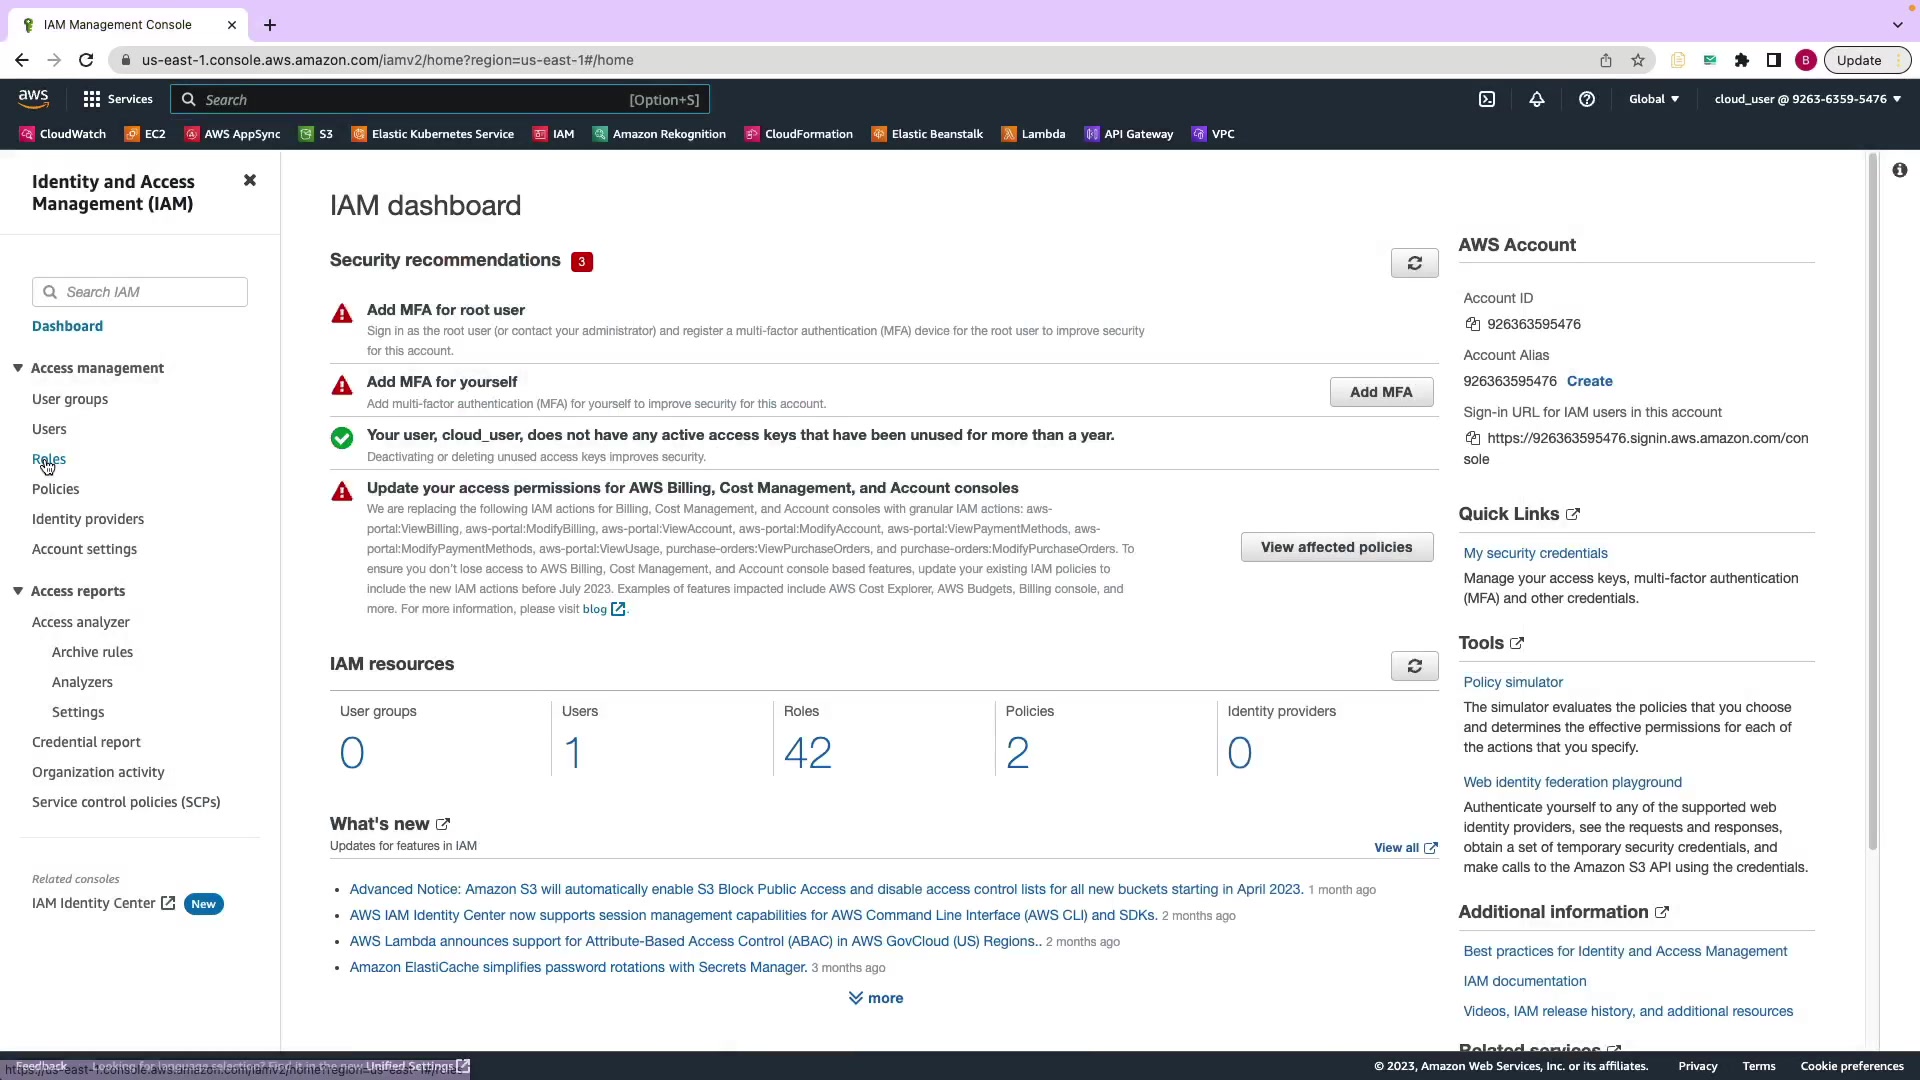 IAM Management Console
us-east-1.console.aws.amazon.com/iamv2/home?region=us-east-1#/home
B
Update
aws
Services
Search
[Option+S]
Global
cloud_user @ 9263-6359-5476
CloudWatch
EC2
AWS AppSync
S3
Elastic Kubernetes Service
IAM
Amazon Rekognition
CloudFormation
Elastic Beanstalk
Lambda
API Gateway
VPC
Identity and Access
Management (IAM)
Search IAM
Dashboard
Access management
User groups
Users
Roles
Policies
Identity providers
Account settings
Access reports
Access analyzer
Archive rules
Analyzers
Settings
Credential report
Organization activity
Service control policies (SCPs)
Related consoles
IAM Identity Center
New
IAM dashboard
Security recommendations
3
Add MFA for root user
Sign in as the root user (or contact your administrator) and register a multi-factor authentication (MFA) device for the root user to improve security
for this account.
Add MFA for yourself
Add multi-factor authentication (MFA) for yourself to improve security for this account.
Add MFA
Your user, cloud_user, does not have any active access keys that have been unused for more than a year.
Deactivating or deleting unused access keys improves security.
Update your access permissions for AWS Billing, Cost Management, and Account consoles
We are replacing the following IAM actions for Billing, Cost Management, and Account consoles with granular IAM actions: aws-
portal:ViewBilling, aws-portal:ModifyBilling, aws-portal:ViewAccount, aws-portal:ModifyAccount, aws-portal:ViewPaymentMethods, aws-
portal:ModifyPaymentMethods, aws-portal:ViewUsage, purchase-orders:ViewPurchaseOrders, and purchase-orders:ModifyPurchaseOrders. To
ensure you don't lose access to AWS Billing, Cost Management, and Account console based features, update your existing IAM policies to
include the new IAM actions before July 2023. Examples of features impacted include AWS Cost Explorer, AWS Budgets, Billing console, and
more. For more information, please visit blog .
View affected policies
IAM resources
User groups
0
Users
1
Roles
42
Policies
2
Identity providers
0
What's new
Updates for features in IAM
View all
Advanced Notice: Amazon S3 will automatically enable S3 Block Public Access and disable access control lists for all new buckets starting in April 2023. 1 month ago
AWS IAM Identity Center now supports session management capabilities for AWS Command Line Interface (AWS CLI) and SDKs. 2 months ago
AWS Lambda announces support for Attribute-Based Access Control (ABAC) in AWS GovCloud (US) Regions.. 2 months ago
Amazon ElastiCache simplifies password rotations with Secrets Manager. 3 months ago
more
AWS Account
Account ID
926363595476
Account Alias
926363595476 Create
Sign-in URL for IAM users in this account
https://926363595476.signin.aws.amazon.com/con
sole
Quick Links
My security credentials
Manage your access keys, multi-factor authentication
(MFA) and other credentials.
Tools
Policy simulator
The simulator evaluates the policies that you choose
and determines the effective permissions for each of
the actions that you specify.
Web identity federation playground
Authenticate yourself to any of the supported web
identity providers, see the requests and responses,
obtain a set of temporary security credentials, and
make calls to the Amazon S3 API using the credentials.
Additional information
Best practices for Identity and Access Management
IAM documentation
Videos, IAM release history, and additional resources
Related services
Feedback
Looking for language selection? Find it in the new Unified Settings
https://us-east-1.console.aws.amazon.com/iamv2/home?region=us-east-1#/roles
© 2023, Amazon Web Services, Inc. or its affiliates.
Privacy
Terms
Cookie preferences